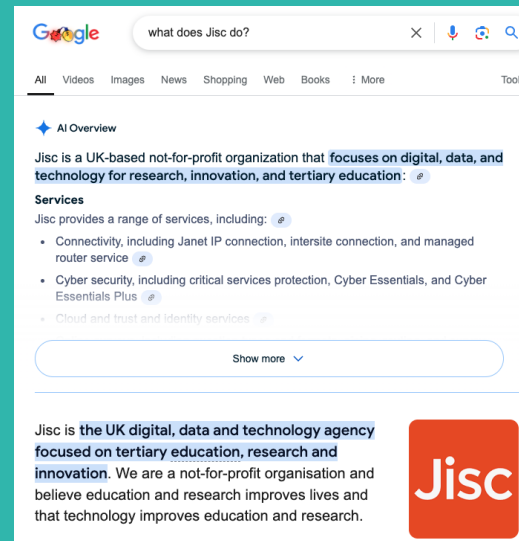 Google
what does Jisc do?
All Videos Images News Shopping Web Books More
Tool
AI Overview
Jisc is a UK-based not-for-profit organization that focuses on digital, data, and
technology for research, innovation, and tertiary education:
Services
Jisc provides a range of services, including:
• Connectivity, including Janet IP connection, intersite connection, and managed
router service
• Cyber security, including critical services protection, Cyber Essentials, and Cyber
Essentials Plus
• Cloud and trust and identity services
Show more
Jisc is the UK digital, data and technology agency
focused on tertiary education, research and
innovation. We are a not-for-profit organisation and
believe education and research improves lives and
that technology improves education and research.
Jisc